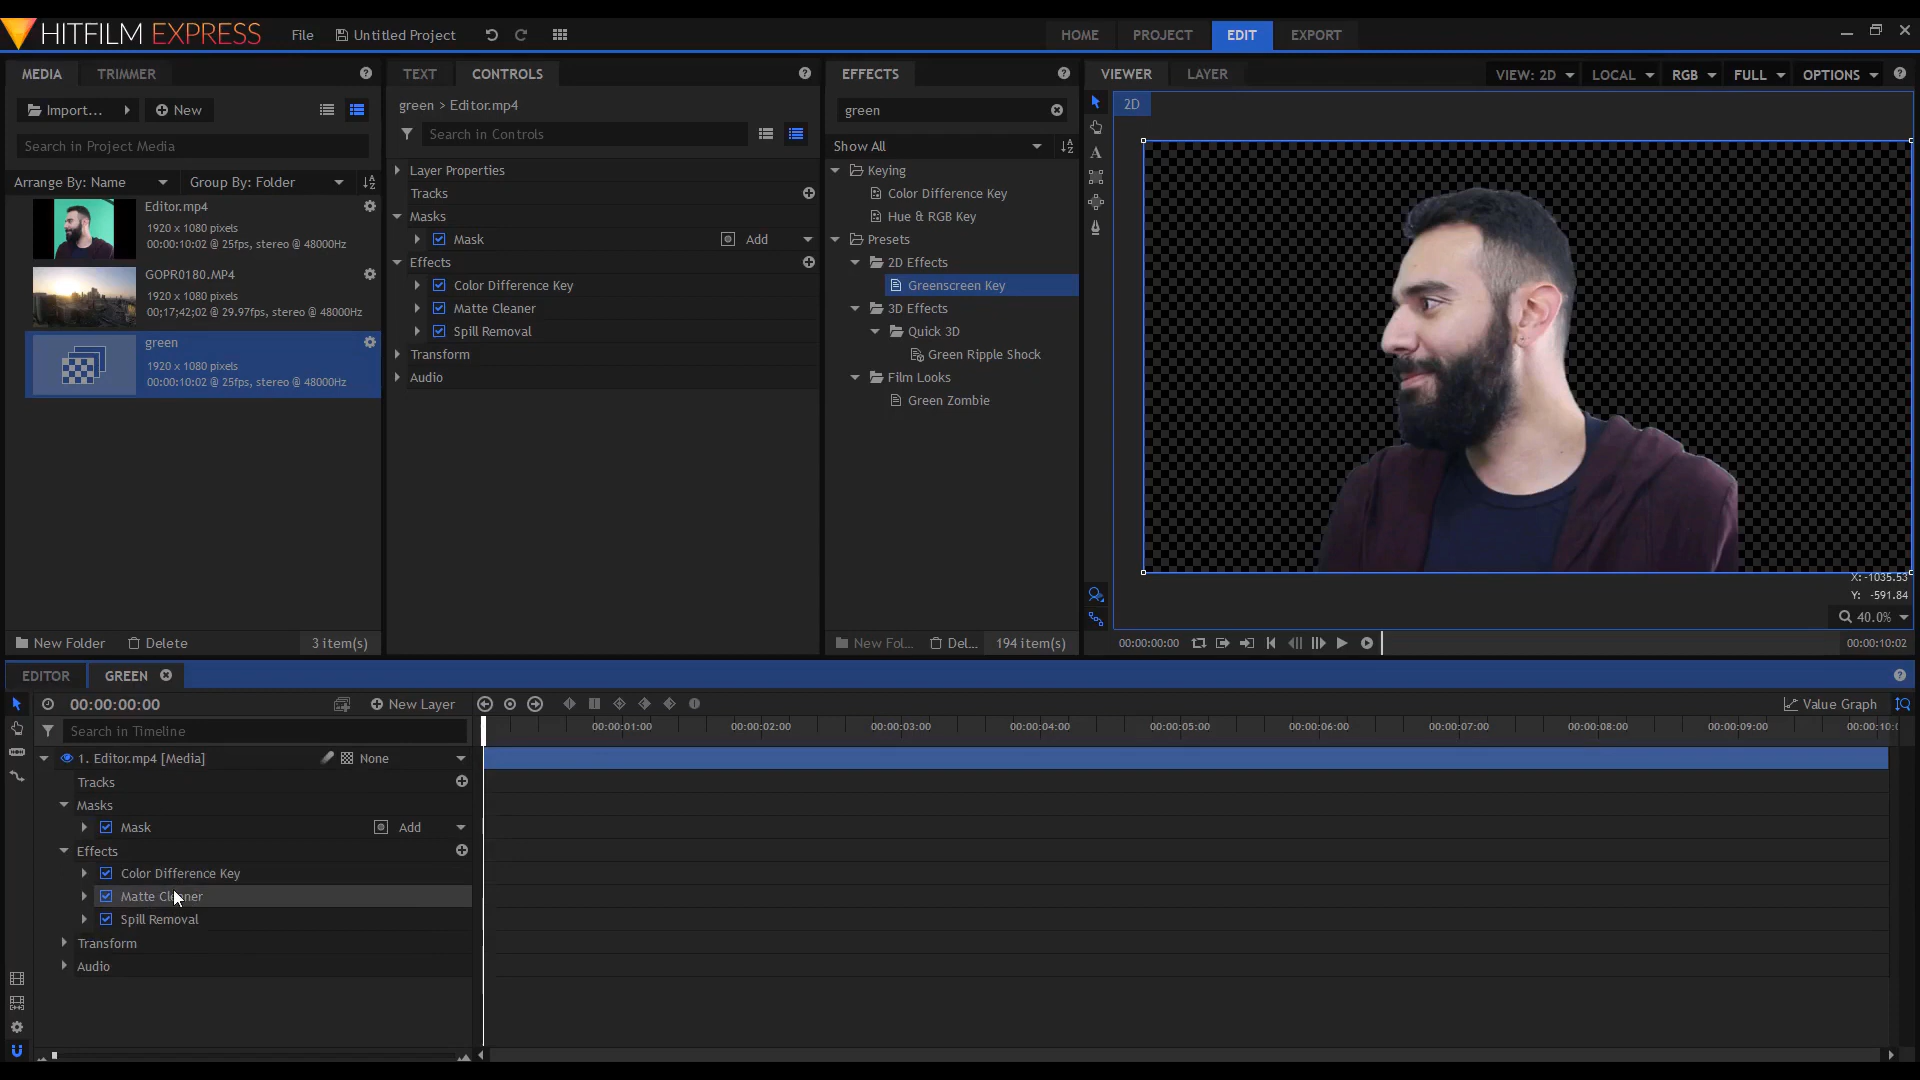 HITFILM EXPRESS
File
Untitled Project
HOME
PROJECT
EDIT
EXPORT
MEDIA
TRIMMER
Import...
New
Search in Project Media
Arrange By: Name
Group By: Folder
Editor.mp4
1920 x 1080 pixels
00:00:10:02 @ 25fps, stereo @ 48000Hz
GOPR0180.MP4
1920 x 1080 pixels
00;17;42;02 @ 29.97fps, stereo @ 48000Hz
green
1920 x 1080 pixels
00:00:10:02 @ 25fps, stereo @ 48000Hz
New Folder
Delete
3 item(s)
TEXT
CONTROLS
green > Editor.mp4
Search in Controls
Layer Properties
Tracks
Masks
Mask
Add
Effects
Color Difference Key
Matte Cleaner
Spill Removal
Transform
Audio
EFFECTS
green
Show All
Keying
Color Difference Key
Hue & RGB Key
Presets
2D Effects
Greenscreen Key
3D Effects
Quick 3D
Green Ripple Shock
Film Looks
Green Zombie
New Fol...
Del...
194 item(s)
VIEWER
LAYER
VIEW: 2D
LOCAL
RGB
FULL
OPTIONS
2D
A
X: -1035.53
Y: -591.84
40.0%
00:00:00:00
00:00:10:02
EDITOR
GREEN
00:00:00:00
New Layer
Value Graph
Search in Timeline
00:00:01:00
00:00:02:00
00:00:03:00
00:00:04:00
00:00:05:00
00:00:06:00
00:00:07:00
00:00:08:00
00:00:09:00
00:00:10:0
1. Editor.mp4 [Media]
None
Tracks
Masks
Mask
Add
Effects
Color Difference Key
Matte Cleaner
Spill Removal
Transform
Audio